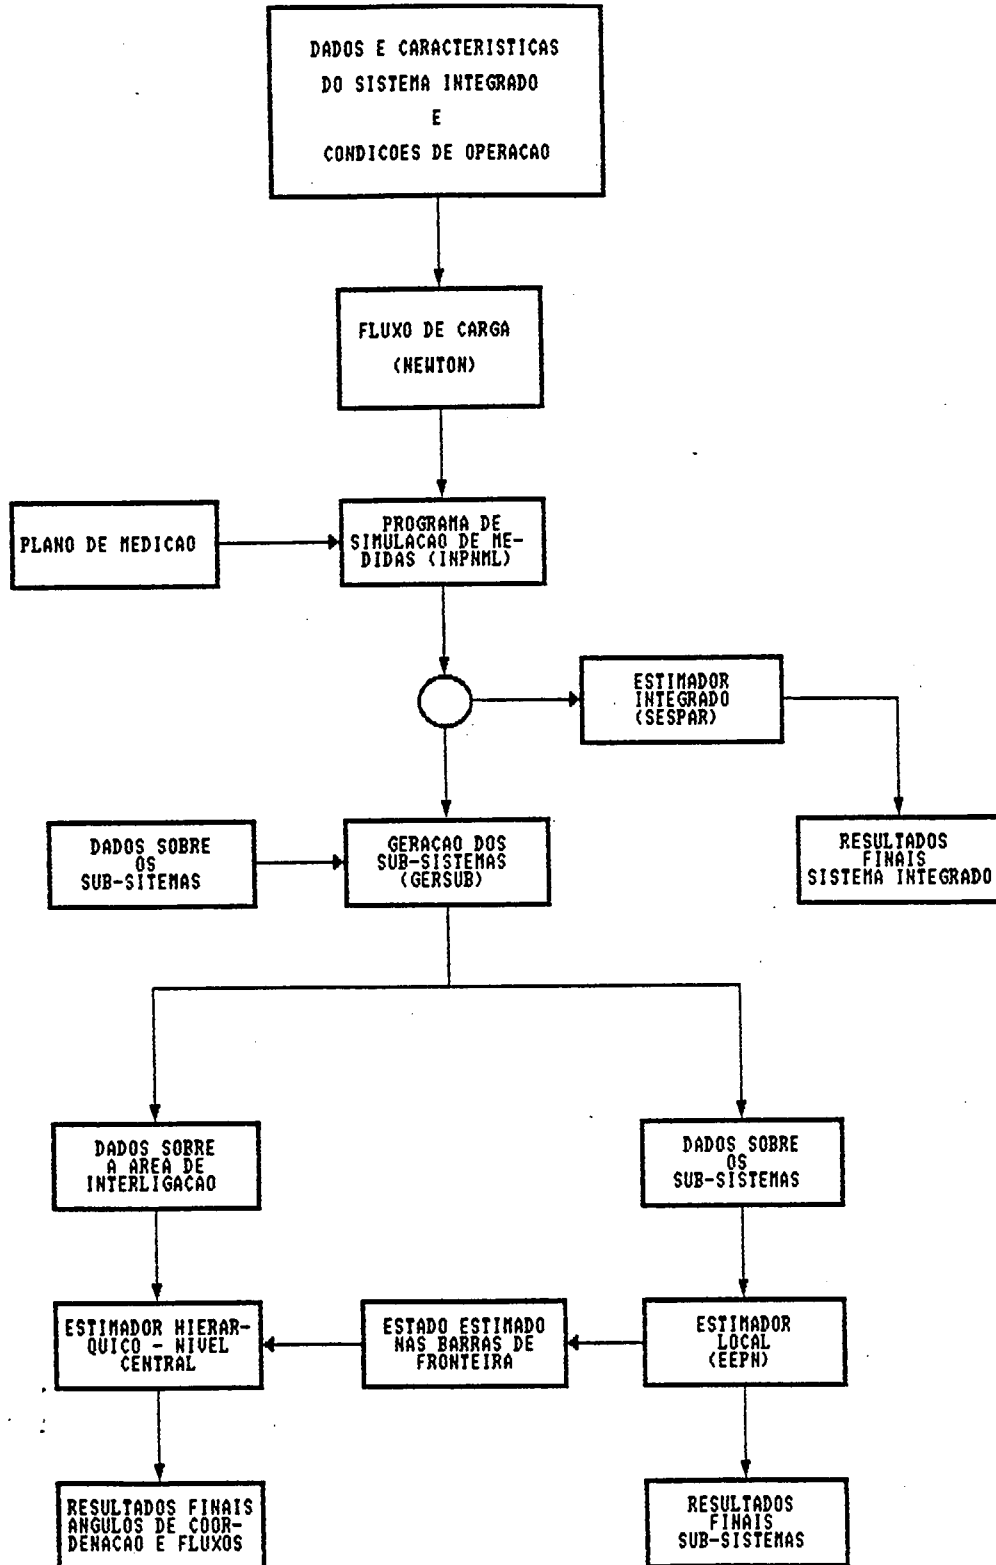 DADOS E CARACTERISTICAS
DO SISTEMA INTEGRADO
E
CONDICOES DE OPERACAO
FLUXO DE CARGA
(NEWTON)
PLANO DE MEDICAO
PROGRAMA DE
SIMULACAO DE ME-
DIDAS (INPNML)
ESTIMADOR
INTEGRADO
(SESPAR)
DADOS SOBRE
OS
SUB-SITEMAS
GERACAO DOS
SUB-SISTEMAS
(GERSUB)
RESULTADOS
FINAIS
SISTEMA INTEGRADO
DADOS SOBRE
A AREA DE
INTERLIGACAO
DADOS SOBRE
OS
SUB-SISTEMAS
ESTIMADOR HIERAR-
QUICO - NIVEL
CENTRAL
ESTADO ESTIMADO
NAS BARRAS DE
FRONTEIRA
ESTIMADOR
LOCAL
(EEPN)
RESULTADOS FINAIS
ANGULOS DE COOR-
DENACAO E FLUXOS
RESULTADOS
FINAIS
SUB-SISTEMAS